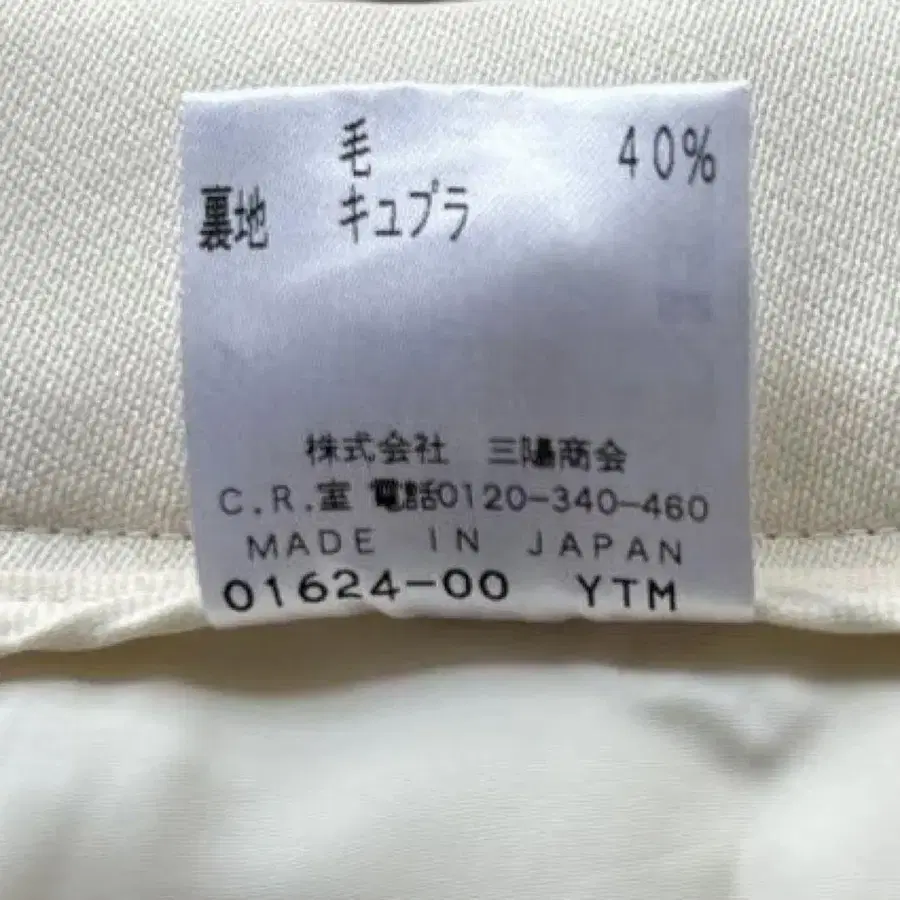 毛 40%
裏地 キュプラ
株式会社 三陽商会
C.R.室 電話0120-340-460
MADE IN JAPAN
01624-00 YTM